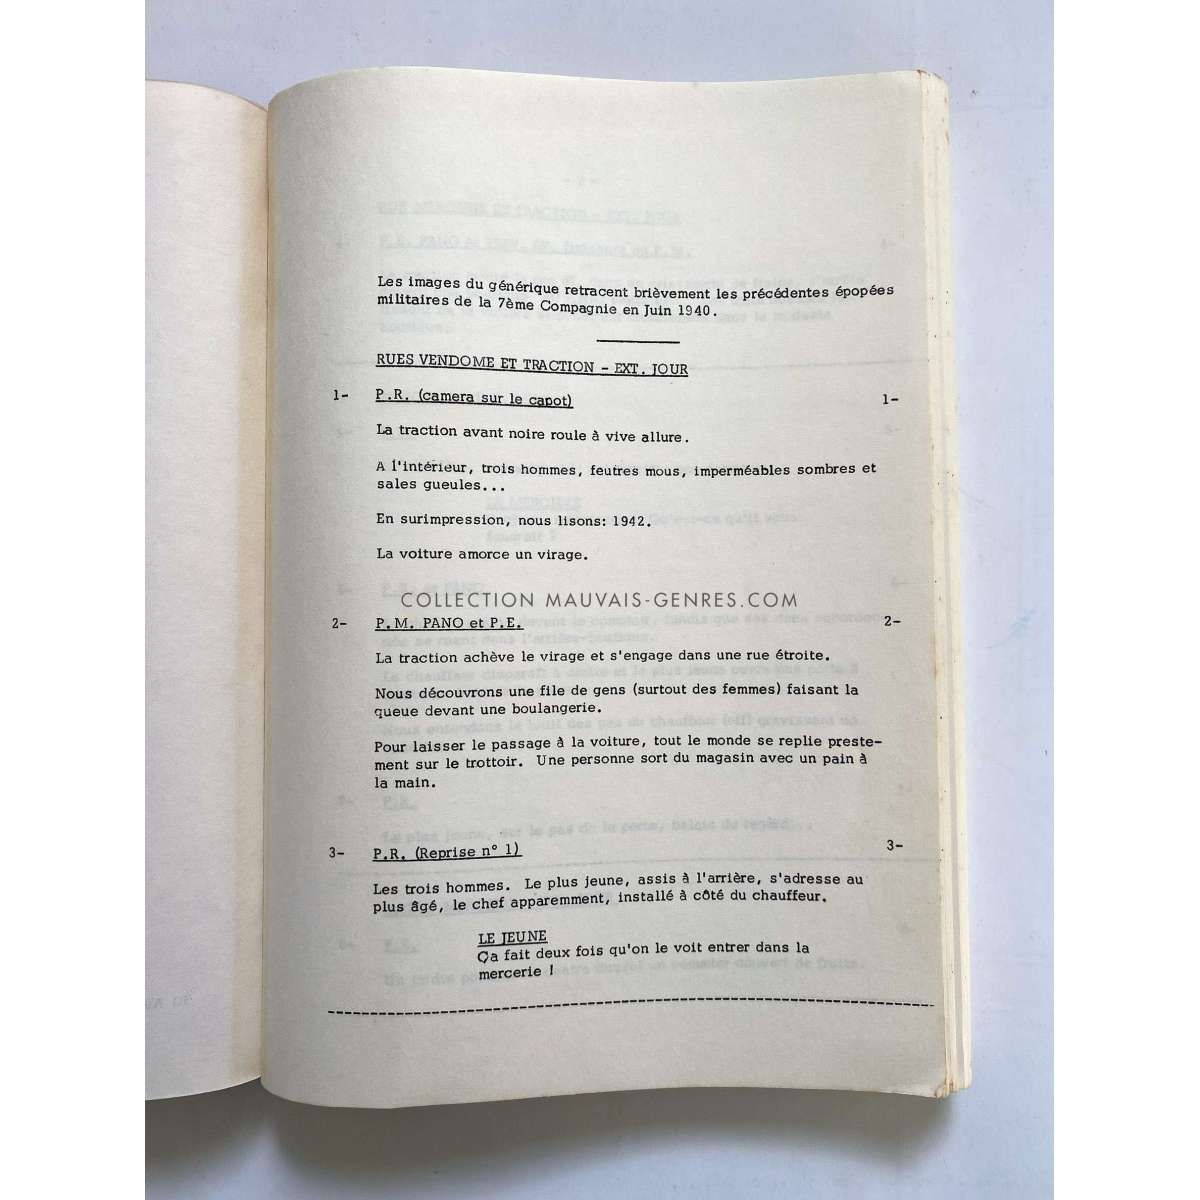 Les images du générique retracent brièvement les précédentes épopées
militaires de la 7ème Compagnie en Juin 1940.
RUES VENDOME ET TRACTION - EXT. JOUR
1- P.R. (camera sur le capot) 1-
La traction avant noire roule à vive allure.
A l'intérieur, trois hommes, feutres mous, imperméables sombres et
sales gueules...
En surimpression, nous lisons: 1942.
La voiture amorce un virage.
COLLECTION MAUVAIS-GENRES.COM
2- P.M. PANO et P.E. 2-
La traction achève le virage et s'engage dans une rue étroite.
Nous découvrons une file de gens (surtout des femmes) faisant la
queue devant une boulangerie.
Pour laisser le passage à la voiture, tout le monde se replie preste-
ment sur le trottoir. Une personne sort du magasin avec un pain à
la main.
3- P.R. (Reprise n° 1) 3-
Les trois hommes. Le plus jeune, assis à l'arrière, s'adresse au
plus âgé, le chef apparemment, installé à côté du chauffeur.
LE JEUNE
Ça fait deux fois qu'on le voit entrer dans la
mercerie !